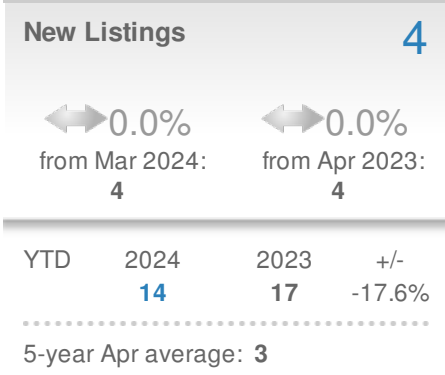 New Listings 4
0.0% 0.0%
from Mar 2024: from Apr 2023:
4 4
YTD 2024 2023 +/-
14 17 -17.6%
5-year Apr average: 3